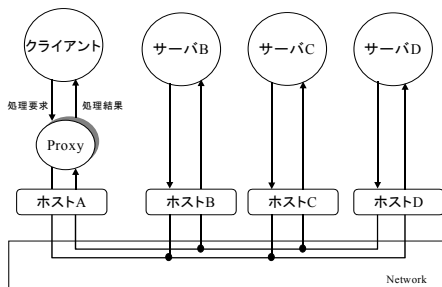 クライアント
サーバB
サーバC
サーバD
処理要求
処理結果
Proxy
ホストA
ホストB
ホストC
ホストD
Network